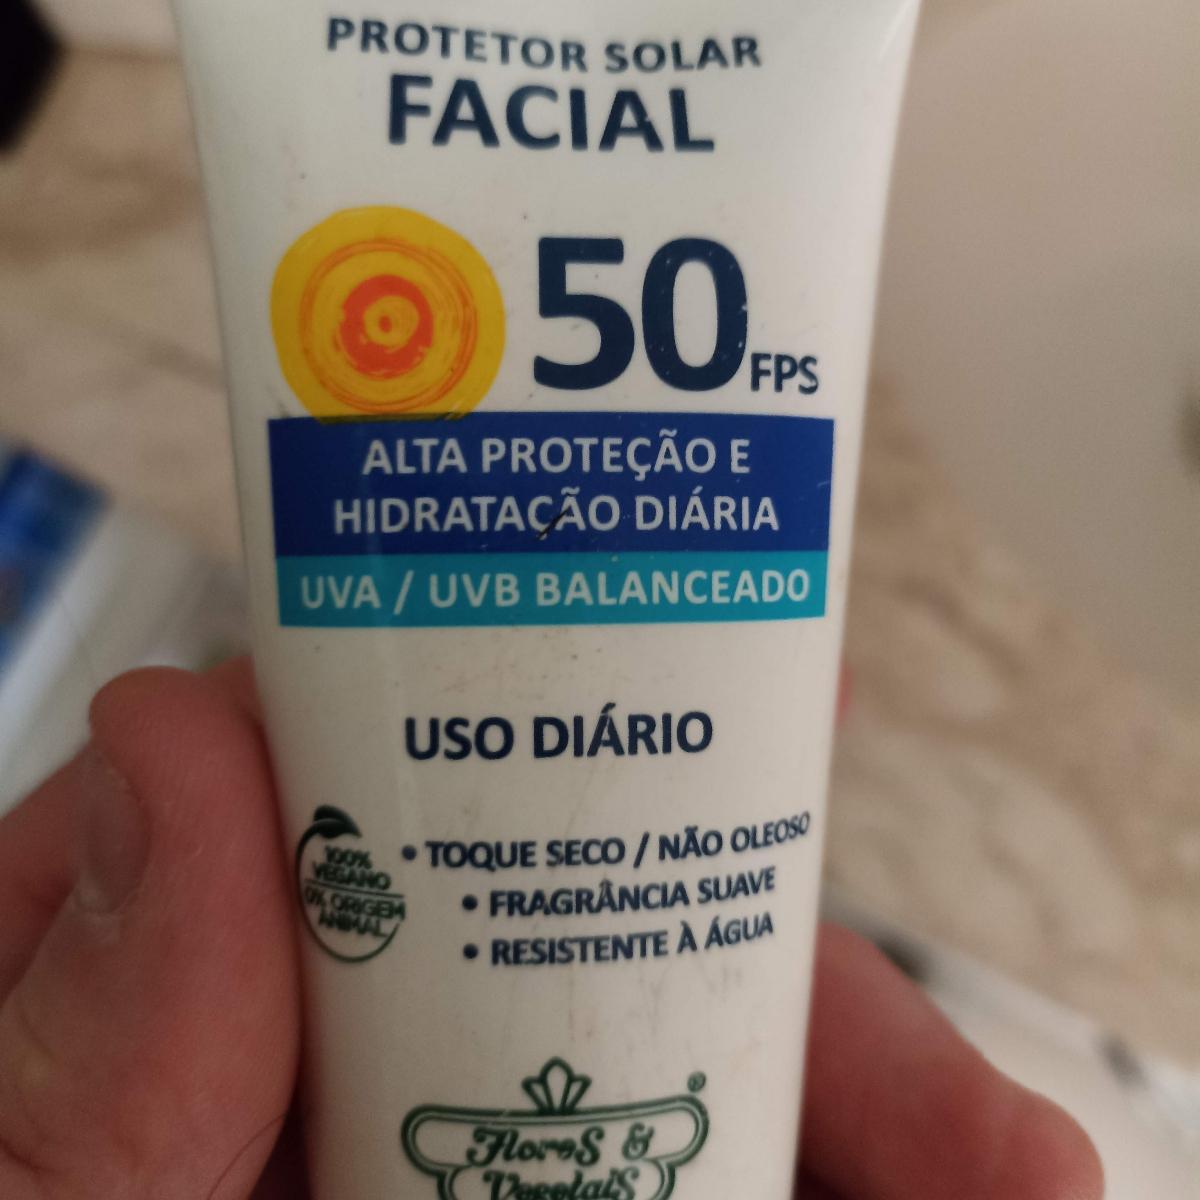 PROTETOR SOLAR
FACIAL
50 FPS
ALTA PROTEÇÃO E
HIDRATAÇÃO DIÁRIA
UVA / UVB BALANCEADO
USO DIÁRIO
100%
VEGANO
0% ORIGEM
ANIMAL
• TOQUE SECO / NÃO OLEOSO
• FRAGRÂNCIA SUAVE
• RESISTENTE À ÁGUA
®
Flores &
Vegetais